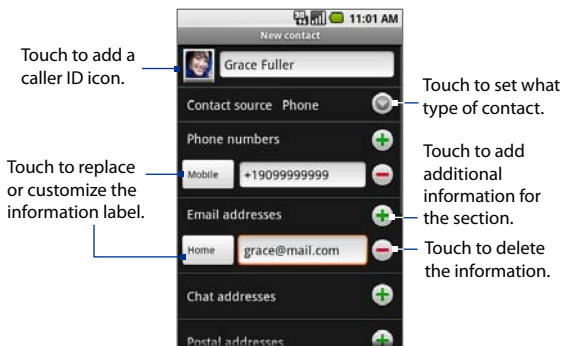 11:01 AM
New contact
Touch to add a
caller ID icon.
Grace Fuller
Contact source Phone
Touch to set what
type of contact.
Phone numbers
Touch to replace
or customize the
information label.
Mobile
+19099999999
Touch to add
additional
information for
the section.
Email addresses
Home
grace@mail.com
Touch to delete
the information.
Chat addresses
Postal addresses